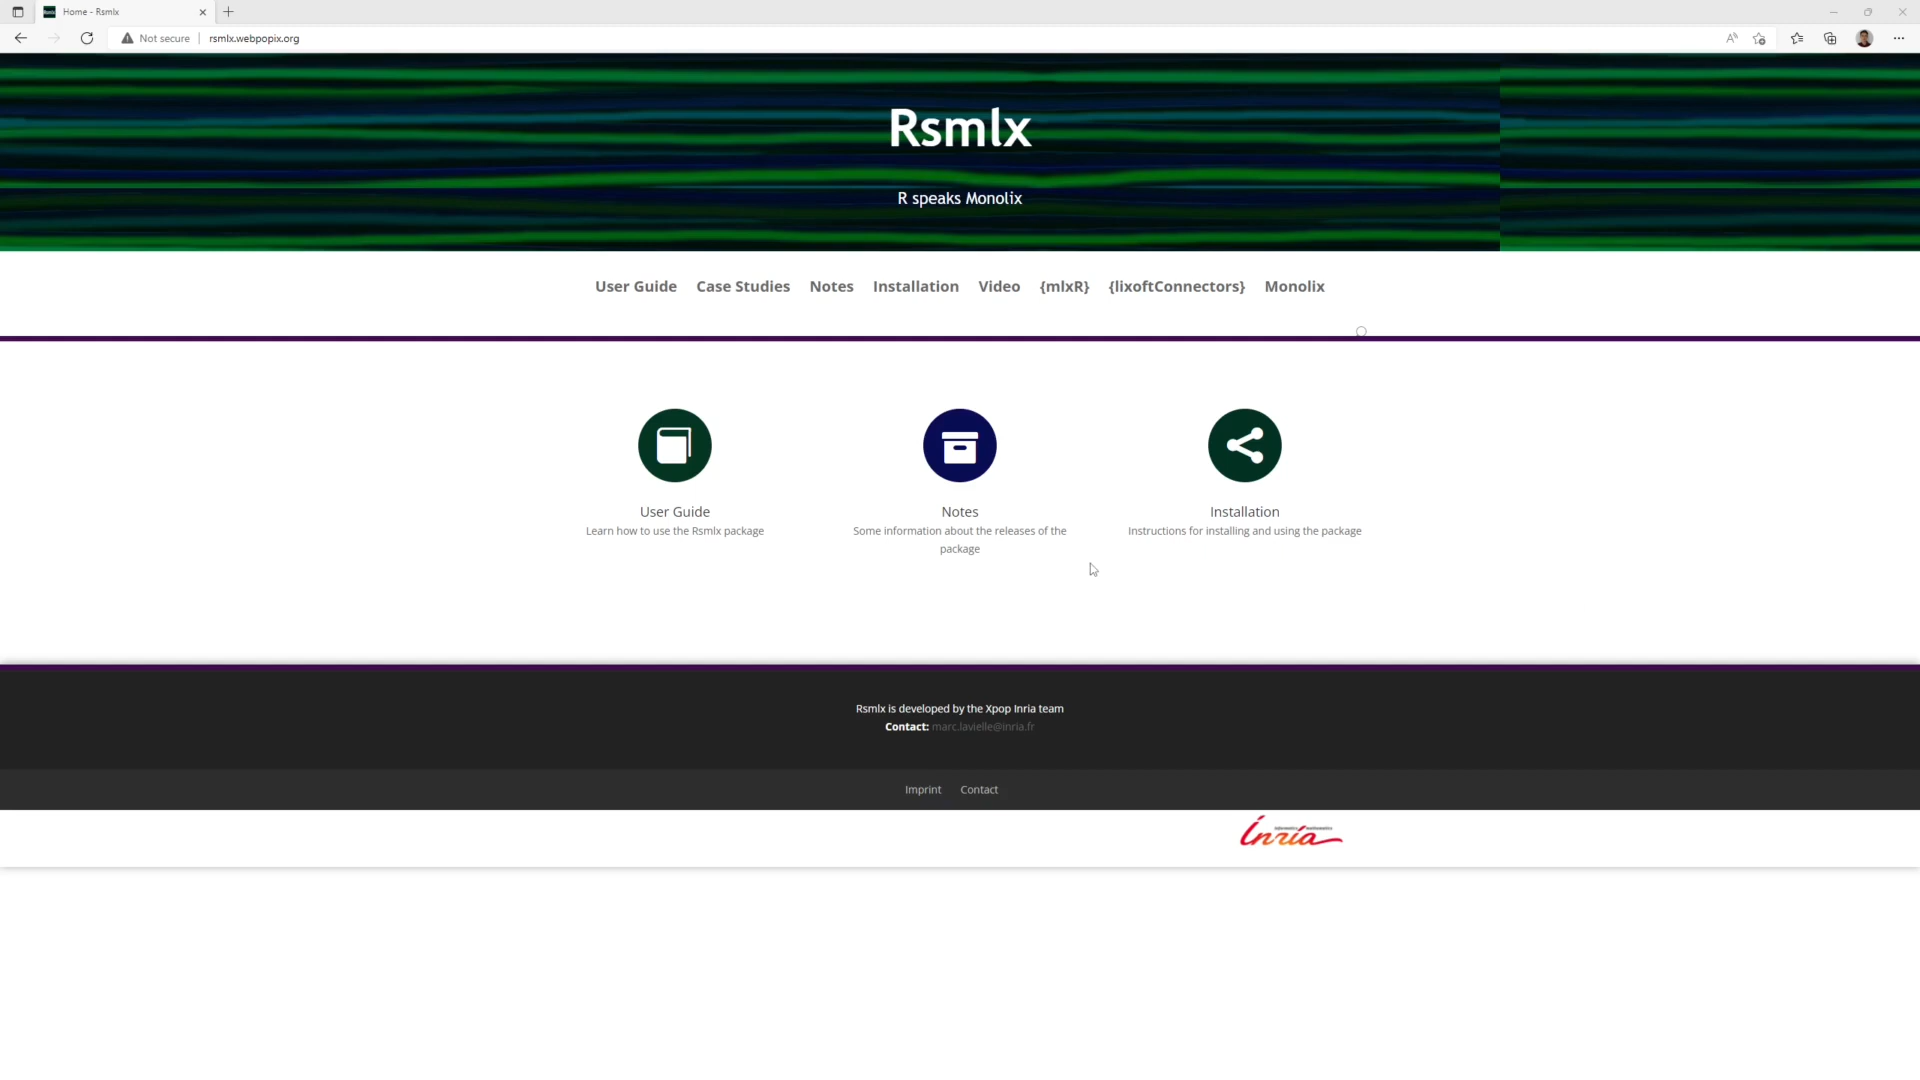 Home - Rsmlx
Not secure
rsmlx.webpopix.org
Rsmlx
R speaks Monolix
User Guide Case Studies Notes Installation Video {mlxR} {lixoftConnectors} Monolix
User Guide
Learn how to use the Rsmlx package
Notes
Some information about the releases of the
package
Installation
Instructions for installing and using the package
Rsmlx is developed by the Xpop Inria team
Contact: marc.lavielle@inria.fr
Imprint Contact
Inria